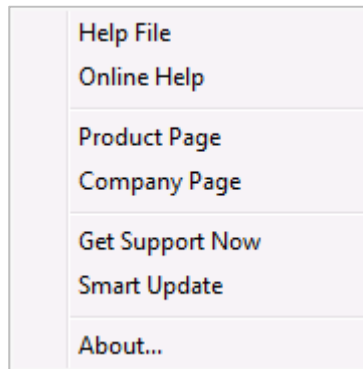 Help File
Online Help
Product Page
Company Page
Get Support Now
Smart Update
About...